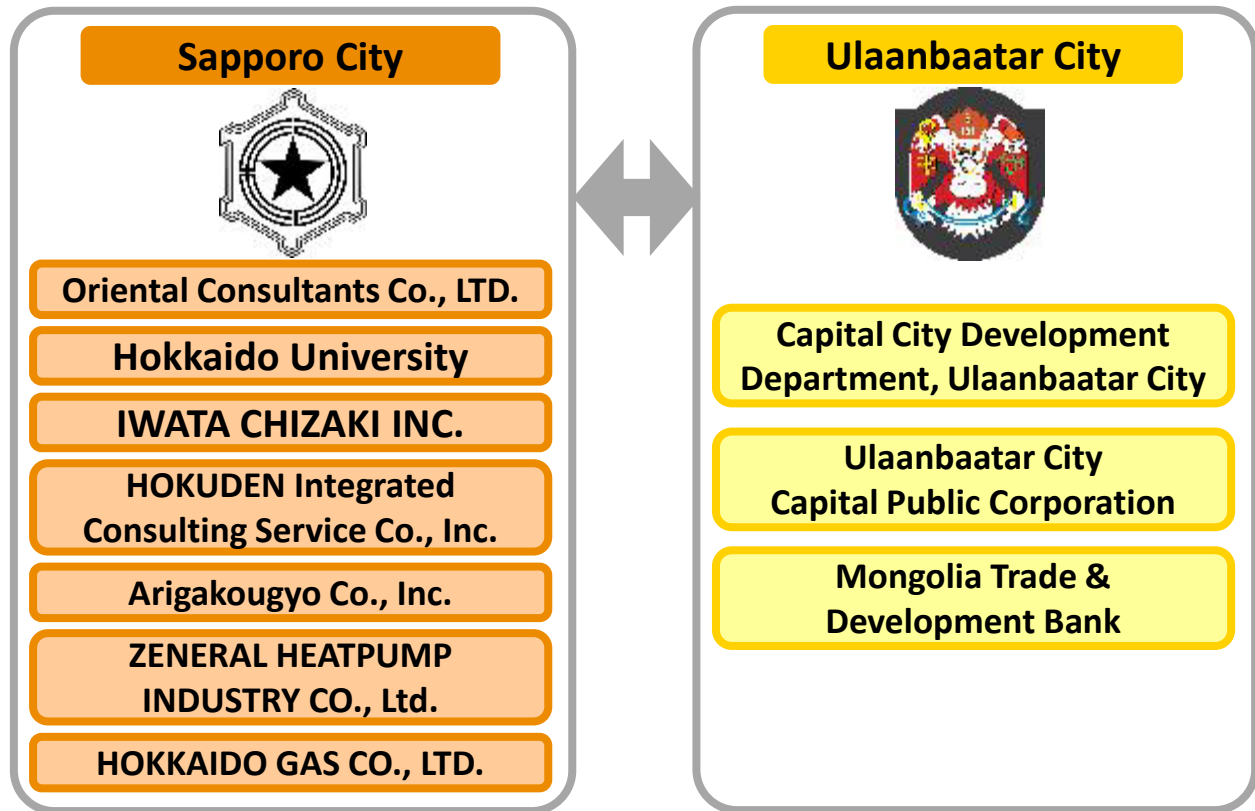 Sapporo City
Oriental Consultants Co., LTD.
Hokkaido University
IWATA CHIZAKI INC.
HOKUDEN Integrated
Consulting Service Co., Inc.
Arigakougyo Co., Inc.
ZENERAL HEATPUMP
INDUSTRY CO., Ltd.
HOKKAIDO GAS CO., LTD.
Ulaanbaatar City
Capital City Development
Department, Ulaanbaatar City
Ulaanbaatar City
Capital Public Corporation
Mongolia Trade &
Development Bank